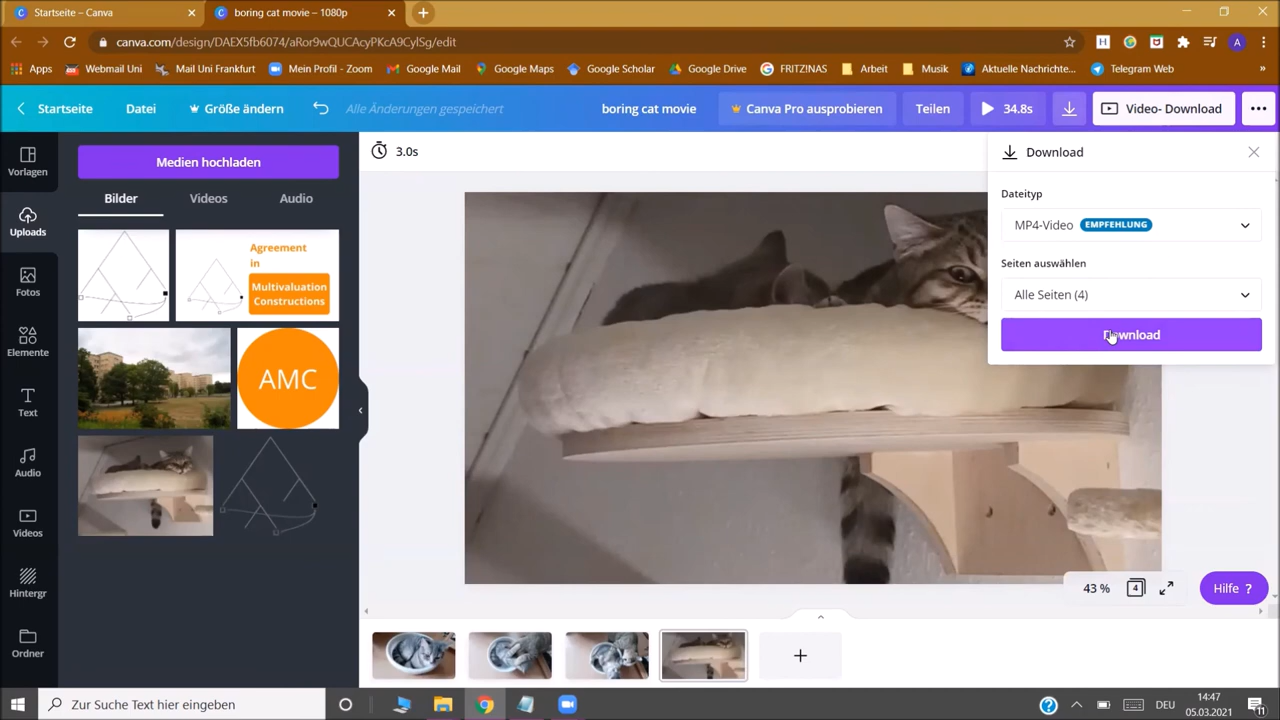 Startseite – Canva
boring cat movie – 1080p
canva.com/design/DAEX5fb6074/aRor9wQUCAcyPKcA9CylSg/edit
Apps
Webmail Uni
Mail Uni Frankfurt
Mein Profil - Zoom
Google Mail
Google Maps
Google Scholar
Google Drive
FRITZ!NAS
Arbeit
Musik
Aktuelle Nachrichte...
Telegram Web
Startseite
Datei
Größe ändern
Alle Änderungen gespeichert
boring cat movie
Canva Pro ausprobieren
Teilen
34.8s
Video- Download
Vorlagen
Uploads
Fotos
Elemente
Text
Audio
Videos
Hintergr
Ordner
Medien hochladen
Bilder
Videos
Audio
Agreement
in
Multivaluation
Constructions
AMC
3.0s
Download
Dateityp
MP4-Video EMPFEHLUNG
Seiten auswählen
Alle Seiten (4)
Download
43 %
4
Hilfe ?
Zur Suche Text hier eingeben
DEU
14:47
05.03.2021
11